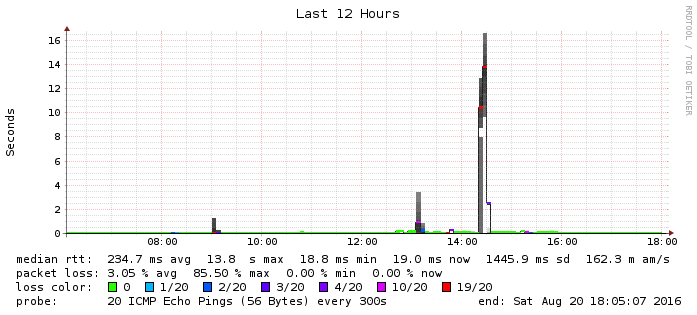 Last 12 Hours
RRDTOOL / TOBI OETIKER
Seconds
16
14
12
10
8
6
4
2
0
08:00 10:00 12:00 14:00 16:00 18:00
median rtt: 234.7 ms avg 13.8 s max 18.8 ms min 19.0 ms now 1445.9 ms sd 162.3 m am/s
packet loss: 3.05 % avg 85.50 % max 0.00 % min 0.00 % now
loss color: 0 1/20 2/20 3/20 4/20 10/20 19/20
probe: 20 ICMP Echo Pings (56 Bytes) every 300s end: Sat Aug 20 18:05:07 2016